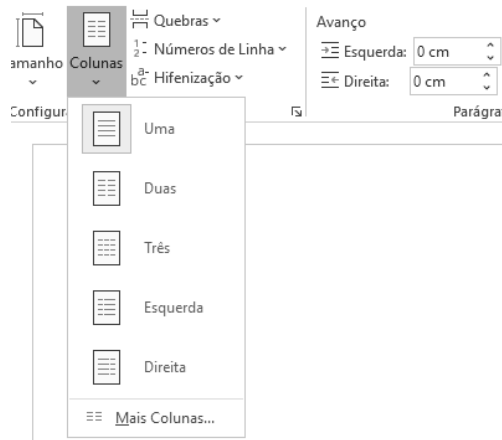 Quebras
Avanço
Números de Linha
Esquerda: 0 cm
amanho Colunas
Hifenização
Direita: 0 cm
Configur
Parágra
Uma
Duas
Três
Esquerda
Direita
Mais Colunas...